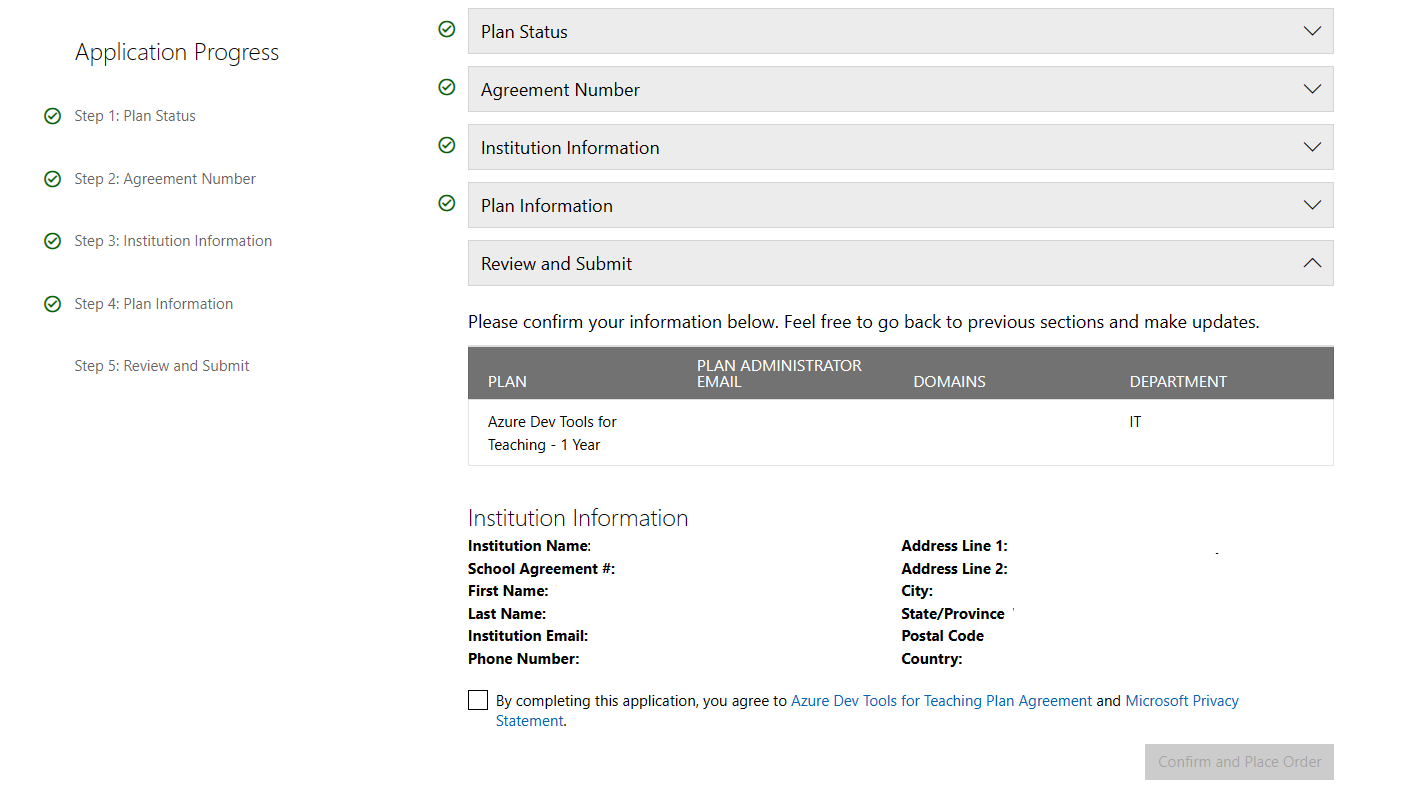 Application Progress
Step 1: Plan Status
Step 2: Agreement Number
Step 3: Institution Information
Step 4: Plan Information
Step 5: Review and Submit
Plan Status
Agreement Number
Institution Information
Plan Information
Review and Submit
Please confirm your information below. Feel free to go back to previous sections and make updates.
PLAN
PLAN ADMINISTRATOR
EMAIL
DOMAINS
DEPARTMENT
Azure Dev Tools for
Teaching - 1 Year
IT
Institution Information
Institution Name:
School Agreement #:
First Name:
Last Name:
Institution Email:
Phone Number:
Address Line 1:
Address Line 2:
City:
State/Province
Postal Code
Country:
By completing this application, you agree to Azure Dev Tools for Teaching Plan Agreement and Microsoft Privacy
Statement.
Confirm and Place Order